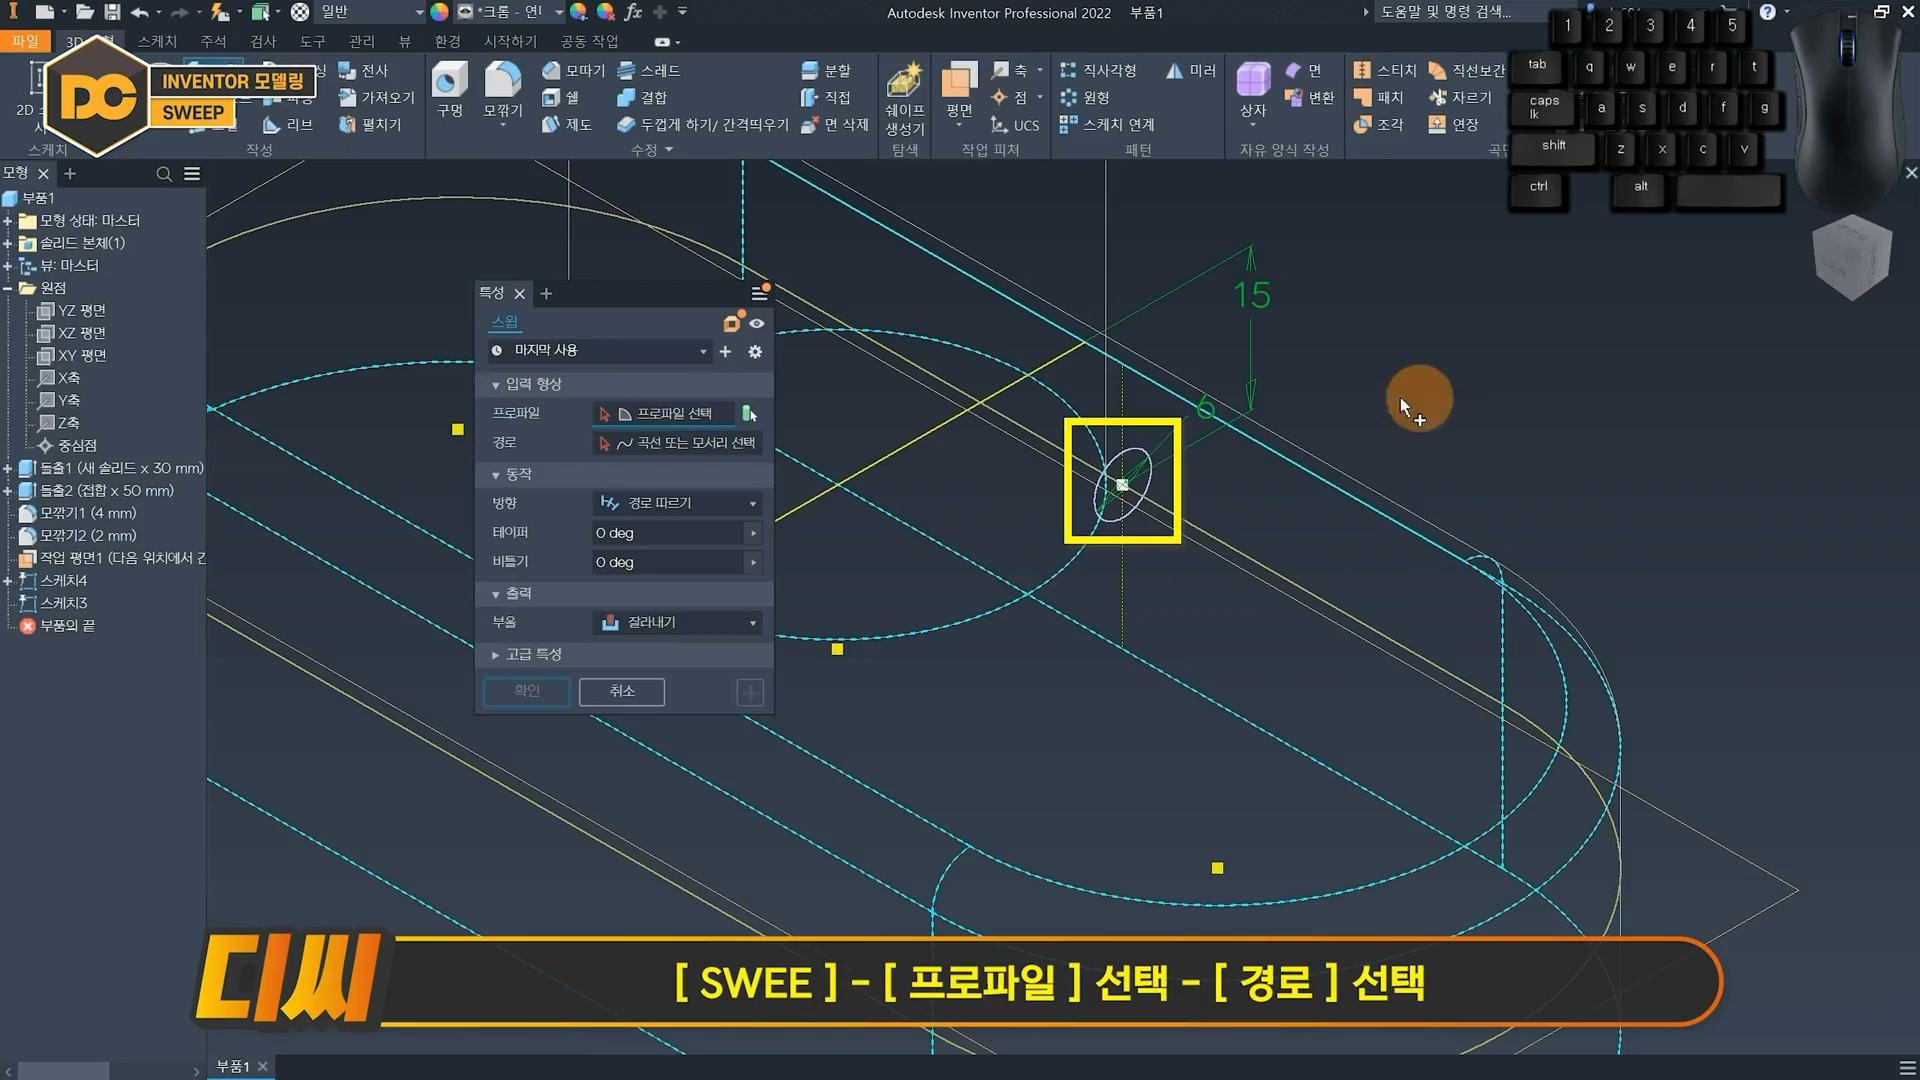 일반
*크롬 - 연디
fx
Autodesk Inventor Professional 2022 부품1
도움말 및 명령 검색...
파일
스케치 주석 검사 도구 관리 뷰 환경 시작하기 공동 작업
DC
INVENTOR 모델링
SWEEP
리브
전사
가져오기
펼치기
스케치
작성
구멍
모깎기
모따기
쉘
제도
스레드
결합
두껍게 하기/ 간격띄우기
분할
직접
면 삭제
수정
쉐이프
생성기
탐색
평면
축
점
UCS
작업 피쳐
직사각형
원형
스케치 연계
미러
패턴
상자
면
변환
자유 양식 작성
스티치
패치
조각
직선보간
자르기
연장
1 2 3 4 5
tab q w e r t
caps lk a s d f g
shift z x c v
ctrl alt
모형
부품1
모형 상태: 마스터
솔리드 본체(1)
뷰: 마스터
원점
YZ 평면
XZ 평면
XY 평면
X축
Y축
Z축
중심점
돌출1 (새 솔리드 x 30 mm)
돌출2 (접합 x 50 mm)
모깎기1 (4 mm)
모깎기2 (2 mm)
작업 평면1 (다음 위치에서 간
스케치4
스케치3
부품의 끝
특성
스윕
마지막 사용
입력 형상
프로파일 프로파일 선택
경로 곡선 또는 모서리 선택
동작
방향 경로 따르기
테이퍼 0 deg
비틀기 0 deg
출력
부울 잘라내기
고급 특성
확인 취소
15
6
디씨
[ SWEE ] - [ 프로파일 ] 선택 - [ 경로 ] 선택
부품1